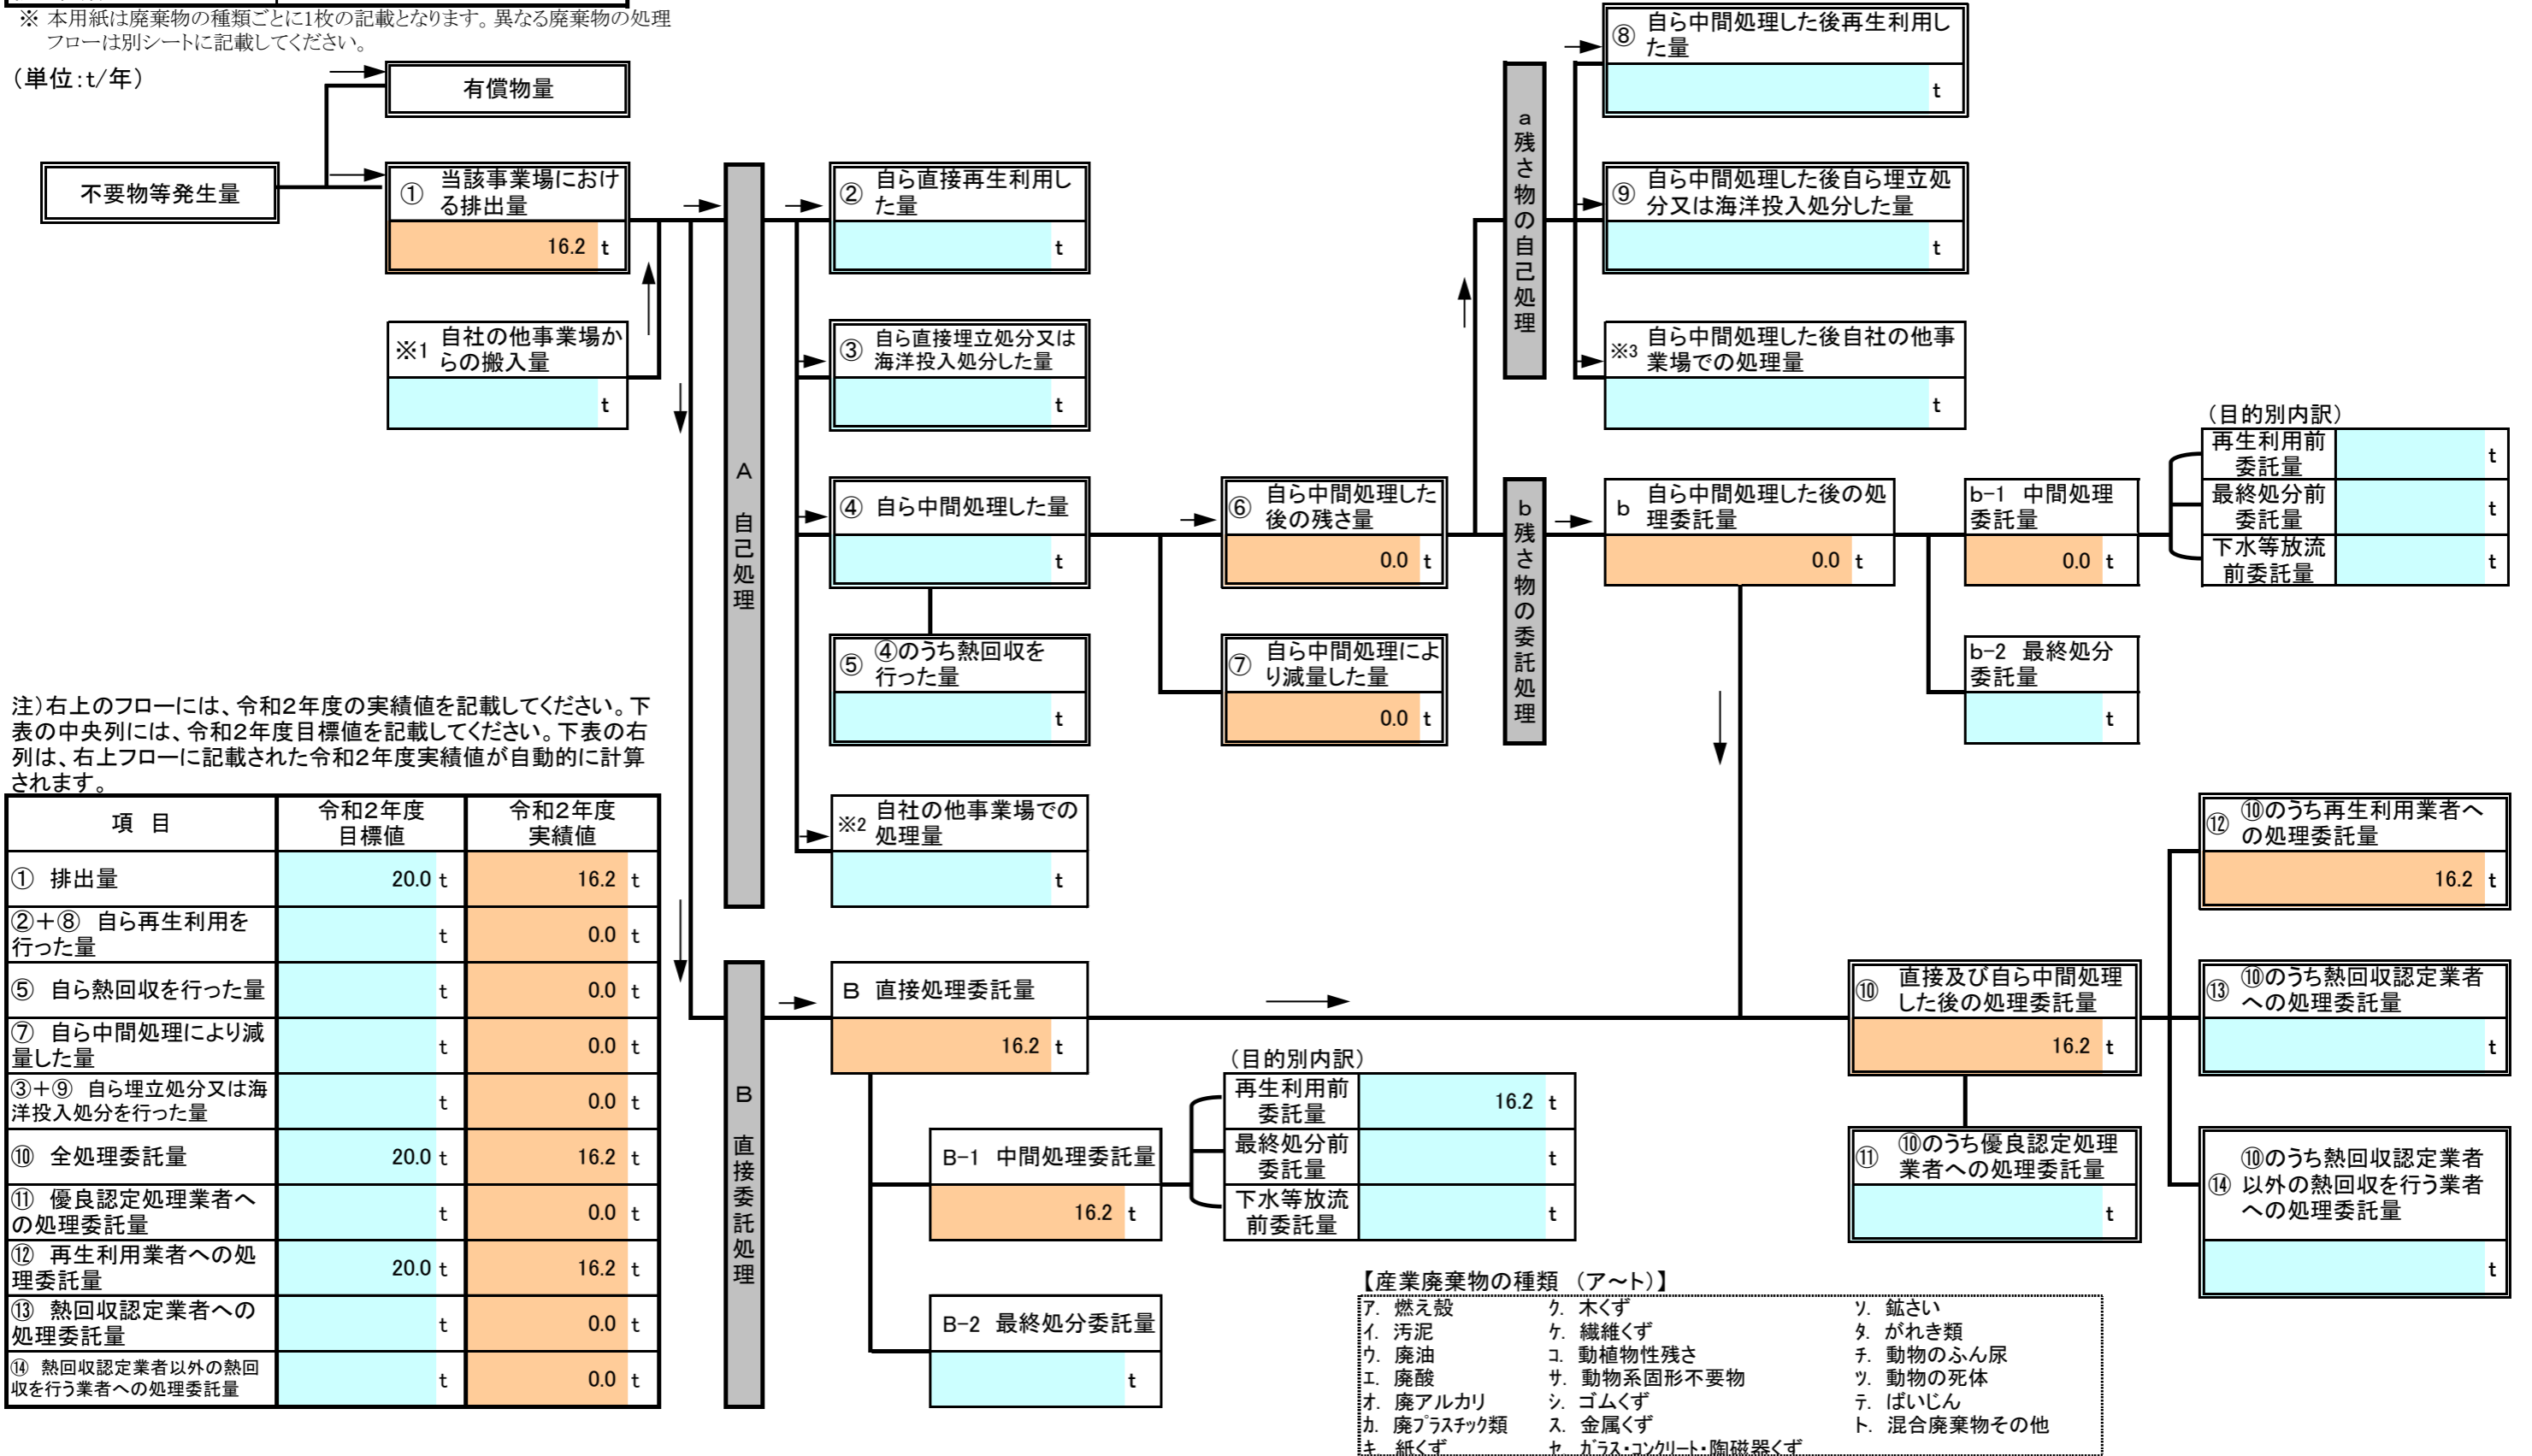 ※ 本用紙は廃棄物の種類ごとに1枚の記載となります。異なる廃棄物の処理
フローは別シートに記載してください。
(単位:t/年)
有償物量
不要物等発生量
① 当該事業場におけ
る排出量
16.2 t
※1 自社の他事業場か
らの搬入量
t
A 自己処理
② 自ら直接再生利用し
た量
t
③ 自ら直接埋立処分又は
海洋投入処分した量
t
④ 自ら中間処理した量
t
⑤ ④のうち熱回収を
行った量
t
※2 自社の他事業場での
処理量
t
⑥ 自ら中間処理した
後の残さ量
0.0 t
⑦ 自ら中間処理によ
り減量した量
0.0 t
a 残さ物の自己処理
⑧ 自ら中間処理した後再生利用し
た量
t
⑨ 自ら中間処理した後自ら埋立処
分又は海洋投入処分した量
t
※3 自ら中間処理した後自社の他事
業場での処理量
t
b 残さ物の委託処理
b 自ら中間処理した後の処
理委託量
0.0 t
b-1 中間処理
委託量
0.0 t
b-2 最終処分
委託量
t
(目的別内訳)
再生利用前
委託量
t
最終処分前
委託量
t
下水等放流
前委託量
t
注)右上のフローには、令和2年度の実績値を記載してください。下
表の中央列には、令和2年度目標値を記載してください。下表の右
列は、右上フローに記載された令和2年度実績値が自動的に計算
されます。
項 目
令和2年度
目標値
令和2年度
実績値
① 排出量 20.0 t 16.2 t
②+⑧ 自ら再生利用を
行った量 t 0.0 t
⑤ 自ら熱回収を行った量 t 0.0 t
⑦ 自ら中間処理により減
量した量 t 0.0 t
③+⑨ 自ら埋立処分又は海
洋投入処分を行った量 t 0.0 t
⑩ 全処理委託量 20.0 t 16.2 t
⑪ 優良認定処理業者へ
の処理委託量 t 0.0 t
⑫ 再生利用業者への処
理委託量 20.0 t 16.2 t
⑬ 熱回収認定業者への
処理委託量 t 0.0 t
⑭ 熱回収認定業者以外の熱回
収を行う業者への処理委託量 t 0.0 t
B 直接委託処理
B 直接処理委託量
16.2 t
B-1 中間処理委託量
16.2 t
B-2 最終処分委託量
t
(目的別内訳)
再生利用前
委託量
16.2 t
最終処分前
委託量
t
下水等放流
前委託量
t
⑩ 直接及び自ら中間処理
した後の処理委託量
16.2 t
⑪ ⑩のうち優良認定処理
業者への処理委託量
t
⑫ ⑩のうち再生利用業者へ
の処理委託量
16.2 t
⑬ ⑩のうち熱回収認定業者
への処理委託量
t
⑭ ⑩のうち熱回収認定業者
以外の熱回収を行う業者
への処理委託量
t
【産業廃棄物の種類 (ア~ト)】
ア. 燃え殻 ク. 木くず ソ. 鉱さい
イ. 汚泥 ケ. 繊維くず タ. がれき類
ウ. 廃油 コ. 動植物性残さ チ. 動物のふん尿
エ. 廃酸 サ. 動物系固形不要物 ツ. 動物の死体
オ. 廃アルカリ シ. ゴムくず テ. ばいじん
カ. 廃プラスチック類 ス. 金属くず ト. 混合廃棄物その他
キ. 紙くず セ. ガラス・コンクリート・陶磁器くず